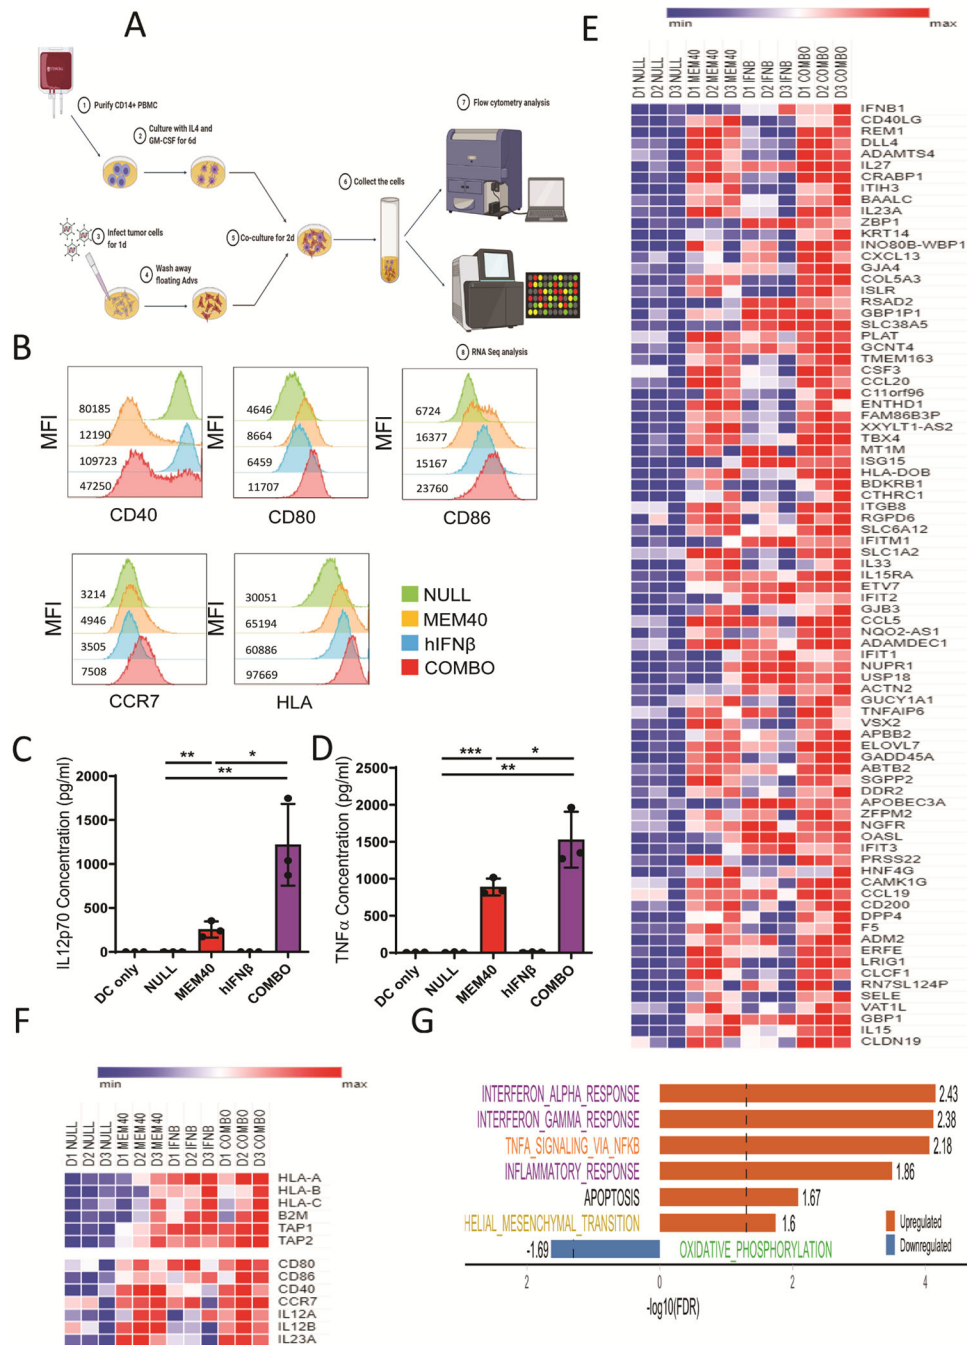 A
1 Purify CD14+ PBMC
2 Culture with IL4 and
GM-CSF for 6d
3 Infect tumor cells
for 1d
4 Wash away
floating Advs
5 Co-culture for 2d
6 Collect the cells
7 Flow cytometry analysis
8 RNA Seq analysis
B
MFI
80185
12190
109723
47250
CD40
MFI
4646
8664
6459
11707
CD80
MFI
6724
16377
15167
23760
CD86
MFI
3214
4946
3505
7508
CCR7
MFI
30051
65194
60886
97669
HLA
NULL
MEM40
hIFNβ
COMBO
C
IL12p70 Concentration (pg/ml)
2000
1500
1000
500
0
** *
**
DC only
NULL
MEM40
hIFNβ
COMBO
D
TNFα Concentration (pg/ml)
2500
2000
1500
1000
500
0
*** *
**
DC only
NULL
MEM40
hIFNβ
COMBO
E
min max
D1 NULL
D2 NULL
D3 NULL
D1 MEM40
D2 MEM40
D3 MEM40
D1 IFNB
D2 IFNB
D3 IFNB
D1 COMBO
D2 COMBO
D3 COMBO
IFNB1
CD40LG
REM1
DLL4
ADAMTS4
IL27
CRABP1
ITIH3
BAALC
IL23A
ZBP1
KRT14
INO80B-WBP1
CXCL13
GJA4
COL5A3
ISLR
RSAD2
GBP1P1
SLC38A5
PLAT
GCNT4
TMEM163
CSF3
CCL20
C11orf96
ENTHD1
FAM86B3P
XXYLT1-AS2
TBX4
MT1M
ISG15
HLA-DOB
BDKRB1
CTHRC1
ITGB8
RGPD6
SLC6A12
IFITM1
SLC1A2
IL33
IL15RA
ETV7
IFIT2
GJB3
CCL5
NQO2-AS1
ADAMDEC1
IFIT1
NUPR1
USP18
ACTN2
GUCY1A1
TNFAIP6
VSX2
APBB2
ELOVL7
GADD45A
ABTB2
SGPP2
DDR2
APOBEC3A
ZFPM2
NGFR
OASL
IFIT3
PRSS22
HNF4G
CAMK1G
CCL19
CD200
DPP4
F5
ADM2
ERFE
LRIG1
CLCF1
RN7SL124P
SELE
VAT1L
GBP1
IL15
CLDN19
F
min max
D1 NULL
D2 NULL
D3 NULL
D1 MEM40
D2 MEM40
D3 MEM40
D1 IFNB
D2 IFNB
D3 IFNB
D1 COMBO
D2 COMBO
D3 COMBO
HLA-A
HLA-B
HLA-C
B2M
TAP1
TAP2
CD80
CD86
CD40
CCR7
IL12A
IL12B
IL23A
G
INTERFERON_ALPHA_RESPONSE 2.43
INTERFERON_GAMMA_RESPONSE 2.38
TNFA_SIGNALING_VIA_NFKB 2.18
INFLAMMATORY_RESPONSE 1.86
APOPTOSIS 1.67
HELIAL_MESENCHYMAL_TRANSITION 1.6
-1.69 OXIDATIVE_PHOSPHORYLATION
Upregulated
Downregulated
2 0 2 4
-log10(FDR)